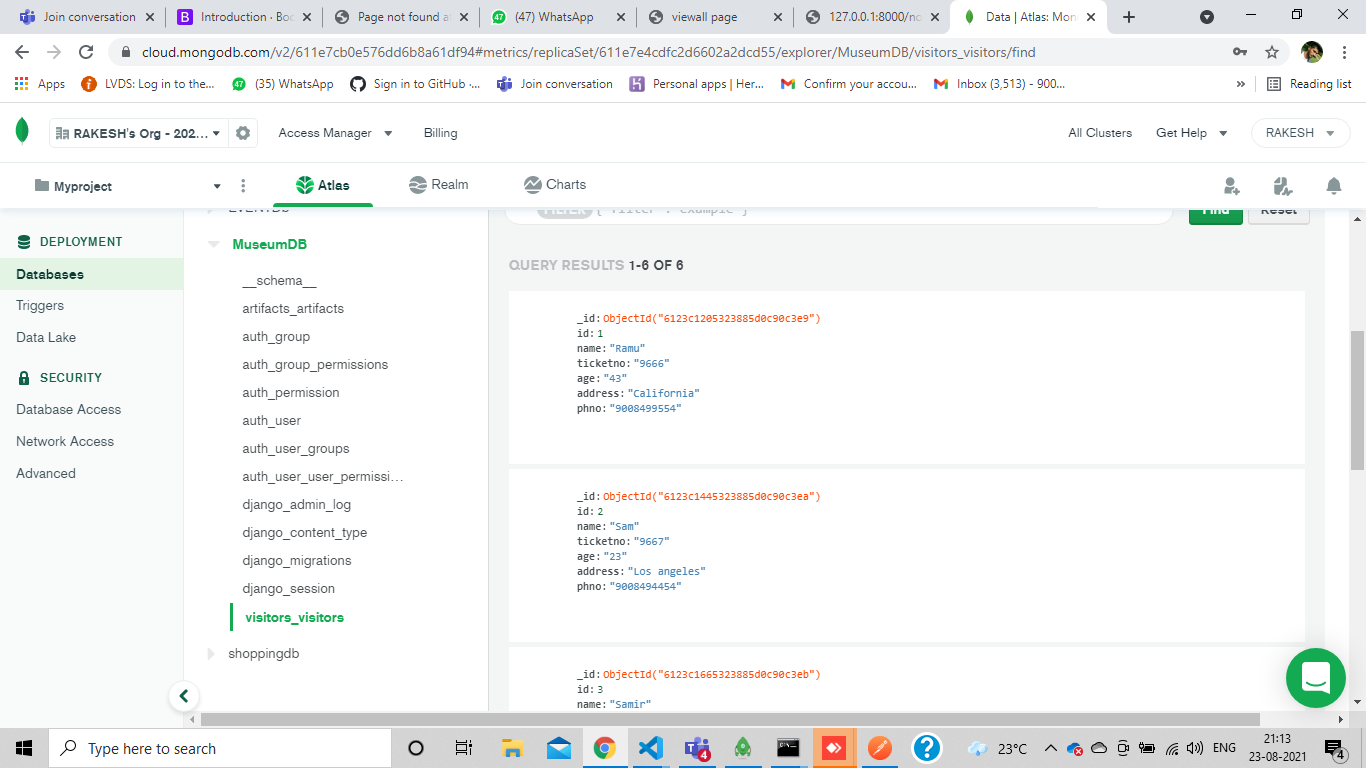 Join conversation
Introduction · Boo
Page not found a
(47) WhatsApp
viewall page
127.0.0.1:8000/no
Data | Atlas: Mon
cloud.mongodb.com/v2/611e7cb0e576dd6b8a61df94#metrics/replicaSet/611e7e4cdfc2d6602a2dcd55/explorer/MuseumDB/visitors_visitors/find
Apps
LVDS: Log in to the...
47
(35) WhatsApp
Sign in to GitHub ·...
Join conversation
Personal apps | Her...
Confirm your accou...
Inbox (3,513) - 900...
»
Reading list
RAKESH's Org - 202...
Access Manager
Billing
All Clusters
Get Help
RAKESH
Myproject
Atlas
Realm
Charts
DEPLOYMENT
Databases
Triggers
Data Lake
SECURITY
Database Access
Network Access
Advanced
EVENTDB
MuseumDB
__schema__
artifacts_artifacts
auth_group
auth_group_permissions
auth_permission
auth_user
auth_user_groups
auth_user_user_permissi...
django_admin_log
django_content_type
django_migrations
django_session
visitors_visitors
shoppingdb
FILTER { 'filter': 'example' }
Find
Reset
QUERY RESULTS 1-6 OF 6
_id: ObjectId("6123c1205323885d0c90c3e9")
id: 1
name: "Ramu"
ticketno: "9666"
age: "43"
address: "California"
phno: "9008499554"
_id: ObjectId("6123c1445323885d0c90c3ea")
id: 2
name: "Sam"
ticketno: "9667"
age: "23"
address: "Los angeles"
phno: "9008494454"
_id: ObjectId("6123c1665323885d0c90c3eb")
id: 3
name: "Samir"
Type here to search
4
23°C
ENG
21:13
23-08-2021
4